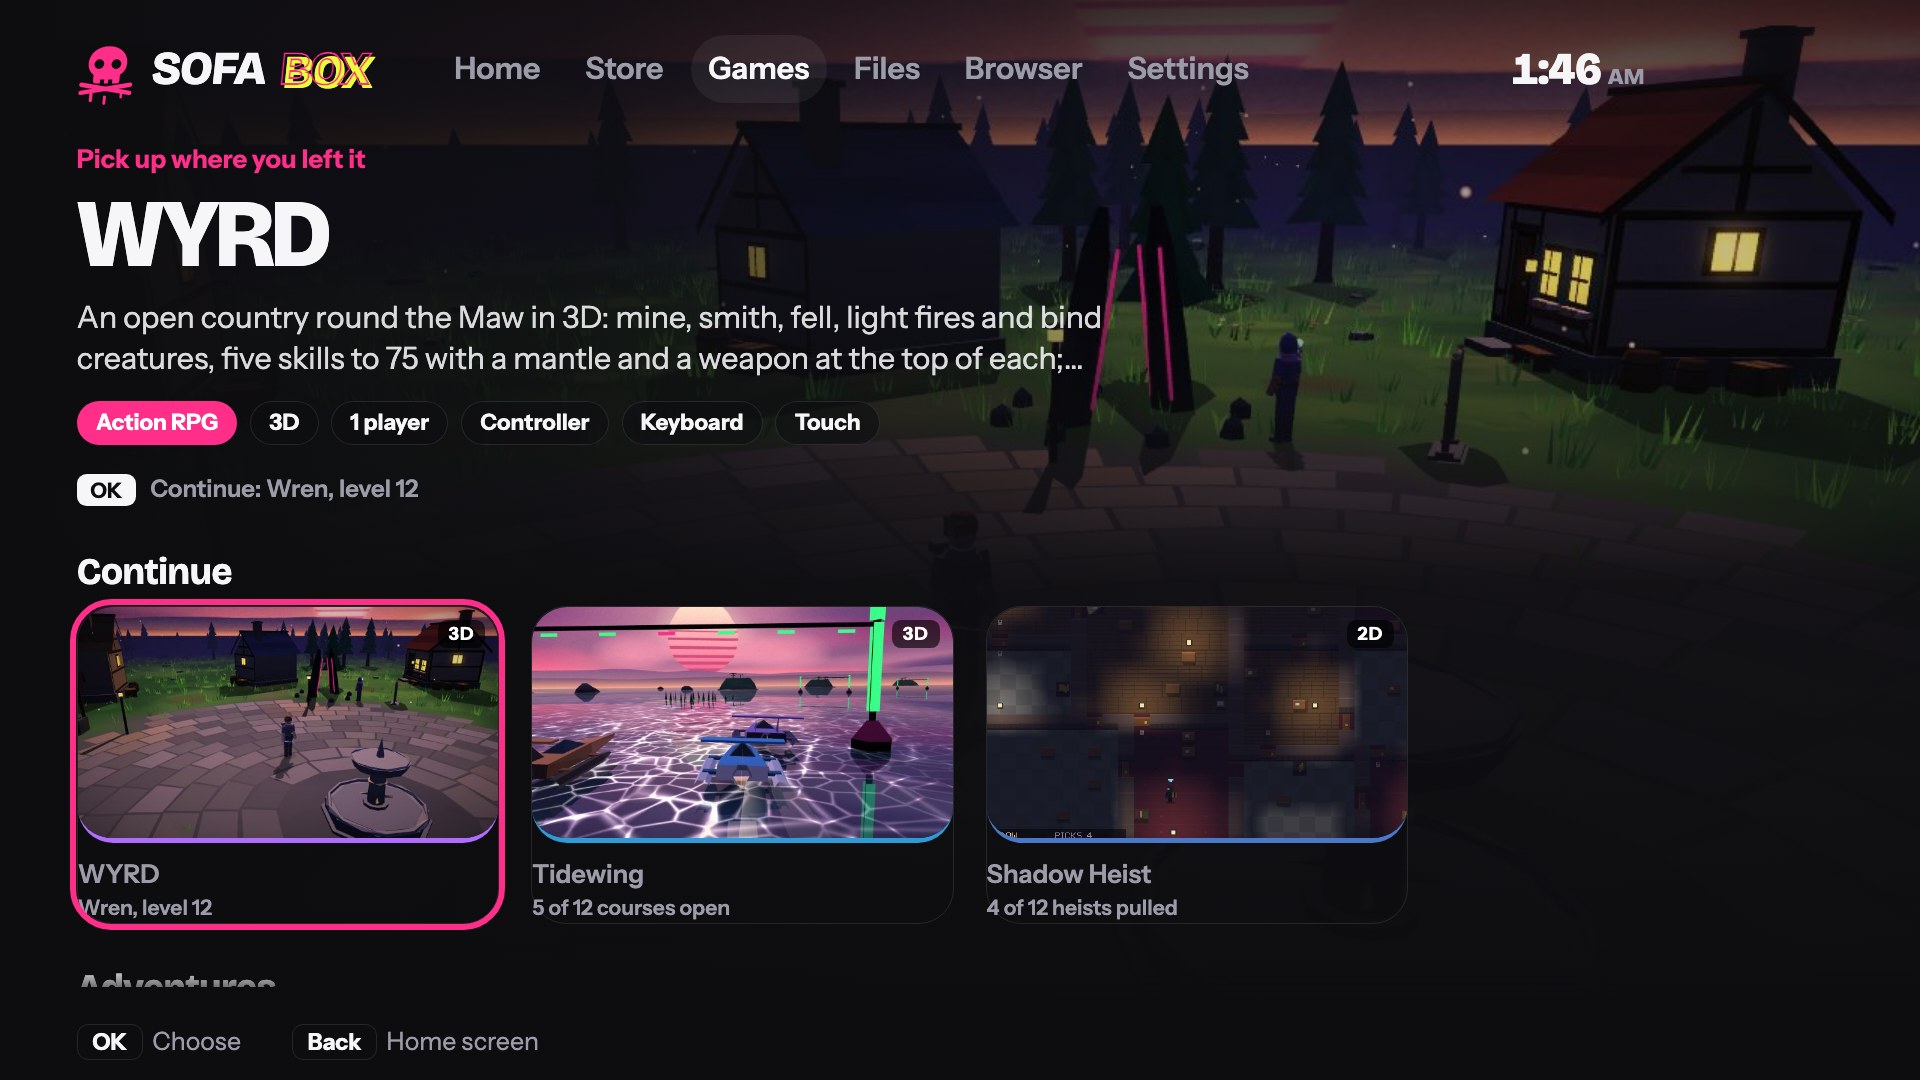 SOFA BOX
Home
Store
Games
Files
Browser
Settings
1:46 AM
Pick up where you left it
WYRD
An open country round the Maw in 3D: mine, smith, fell, light fires and bind
creatures, five skills to 75 with a mantle and a weapon at the top of each;...
Action RPG
3D
1 player
Controller
Keyboard
Touch
OK Continue: Wren, level 12
Continue
3D
3D
2D
PICKS 4
WYRD
Wren, level 12
Tidewing
5 of 12 courses open
Shadow Heist
4 of 12 heists pulled
Adventures
OK Choose
Back Home screen